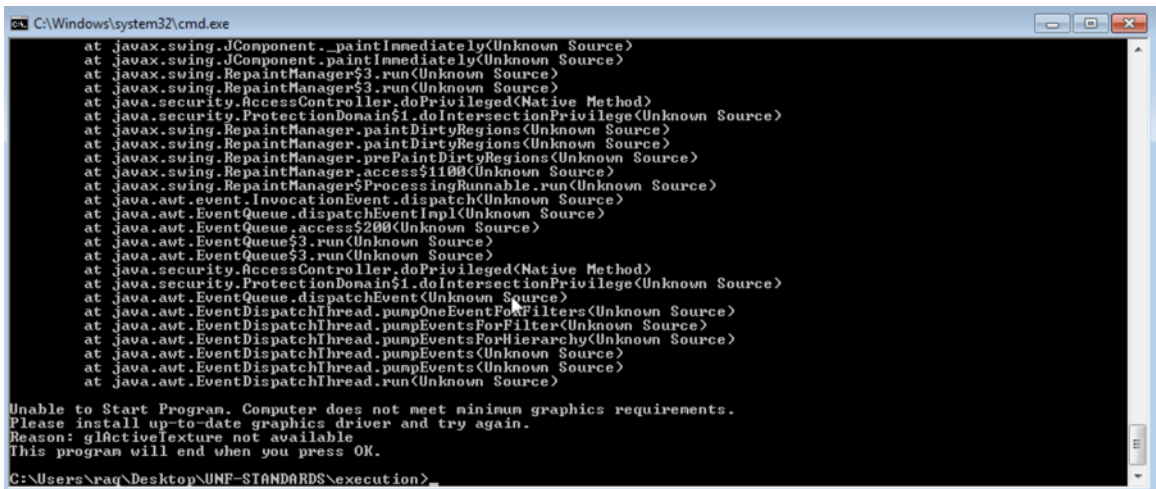 C:\Windows\system32\cmd.exe
at javax.swing.JComponent._paintImmediately(Unknown Source)
at javax.swing.JComponent.paintImmediately(Unknown Source)
at javax.swing.RepaintManager$3.run(Unknown Source)
at javax.swing.RepaintManager$3.run(Unknown Source)
at java.security.AccessController.doPrivileged(Native Method)
at java.security.ProtectionDomain$1.doIntersectionPrivilege(Unknown Source)
at javax.swing.RepaintManager.paintDirtyRegions(Unknown Source)
at javax.swing.RepaintManager.paintDirtyRegions(Unknown Source)
at javax.swing.RepaintManager.prePaintDirtyRegions(Unknown Source)
at javax.swing.RepaintManager.access$1100(Unknown Source)
at javax.swing.RepaintManager$ProcessingRunnable.run(Unknown Source)
at java.awt.event.InvocationEvent.dispatch(Unknown Source)
at java.awt.EventQueue.dispatchEventImpl(Unknown Source)
at java.awt.EventQueue.access$200(Unknown Source)
at java.awt.EventQueue$3.run(Unknown Source)
at java.awt.EventQueue$3.run(Unknown Source)
at java.security.AccessController.doPrivileged(Native Method)
at java.security.ProtectionDomain$1.doIntersectionPrivilege(Unknown Source)
at java.awt.EventQueue.dispatchEvent(Unknown Source)
at java.awt.EventDispatchThread.pumpOneEventForFilters(Unknown Source)
at java.awt.EventDispatchThread.pumpEventsForFilter(Unknown Source)
at java.awt.EventDispatchThread.pumpEventsForHierarchy(Unknown Source)
at java.awt.EventDispatchThread.pumpEvents(Unknown Source)
at java.awt.EventDispatchThread.pumpEvents(Unknown Source)
at java.awt.EventDispatchThread.run(Unknown Source)
Unable to Start Program. Computer does not meet minimum graphics requirements.
Please install up-to-date graphics driver and try again.
Reason: glActiveTexture not available
This program will end when you press OK.
C:\Users\raq\Desktop\UNF-STANDARDS\execution>_